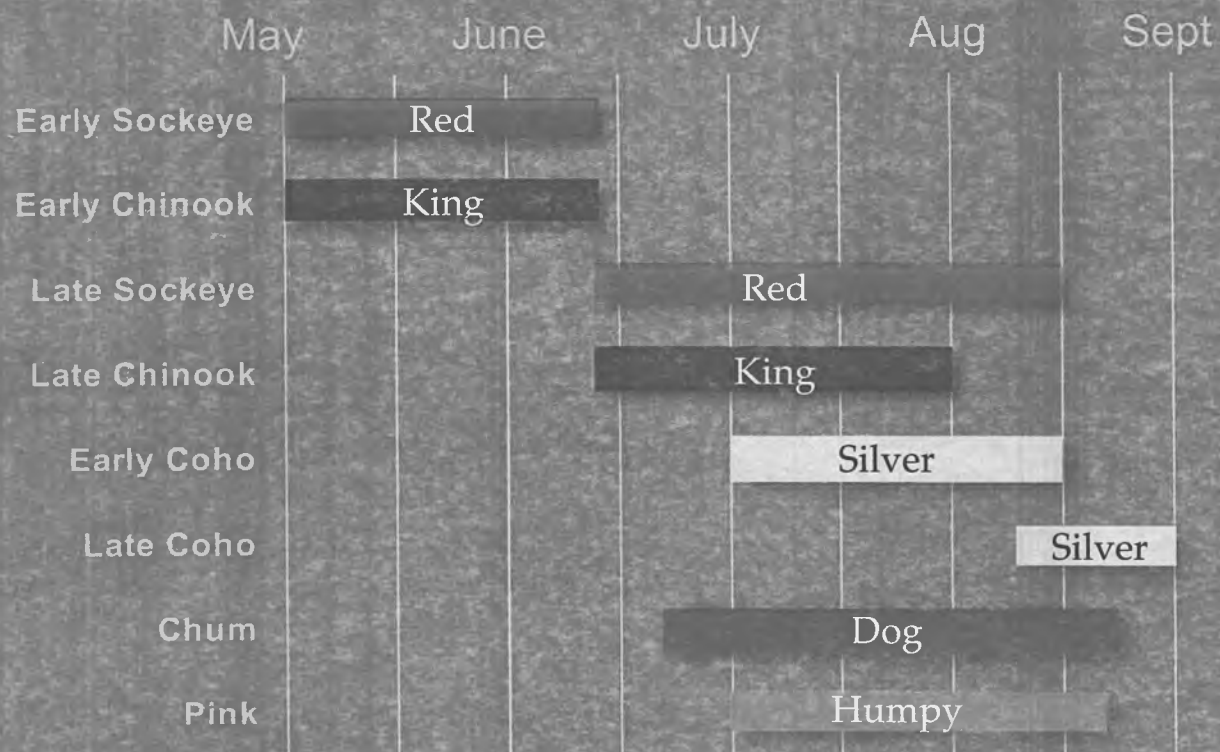 May June July Aug Sept
Early Sockeye Red
Early Chinook King
Late Sockeye Red
Late Chinook King
Early Coho Silver
Late Coho Silver
Chum Dog
Pink Humpy